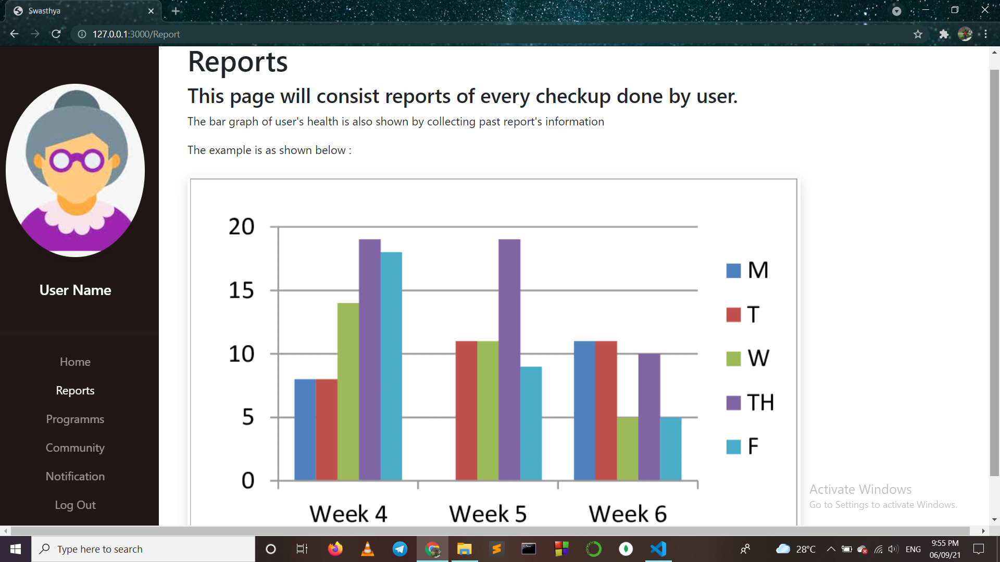 Swasthya
127.0.0.1:3000/Report
Reports
This page will consist reports of every checkup done by user.
The bar graph of user's health is also shown by collecting past report's information
The example is as shown below :
User Name
Home
Reports
Programms
Community
Notification
Log Out
20
15
10
5
0
Week 4
Week 5
Week 6
M
T
W
TH
F
Activate Windows
Go to Settings to activate Windows.
Type here to search
28°C
ENG
9:55 PM
06/09/21